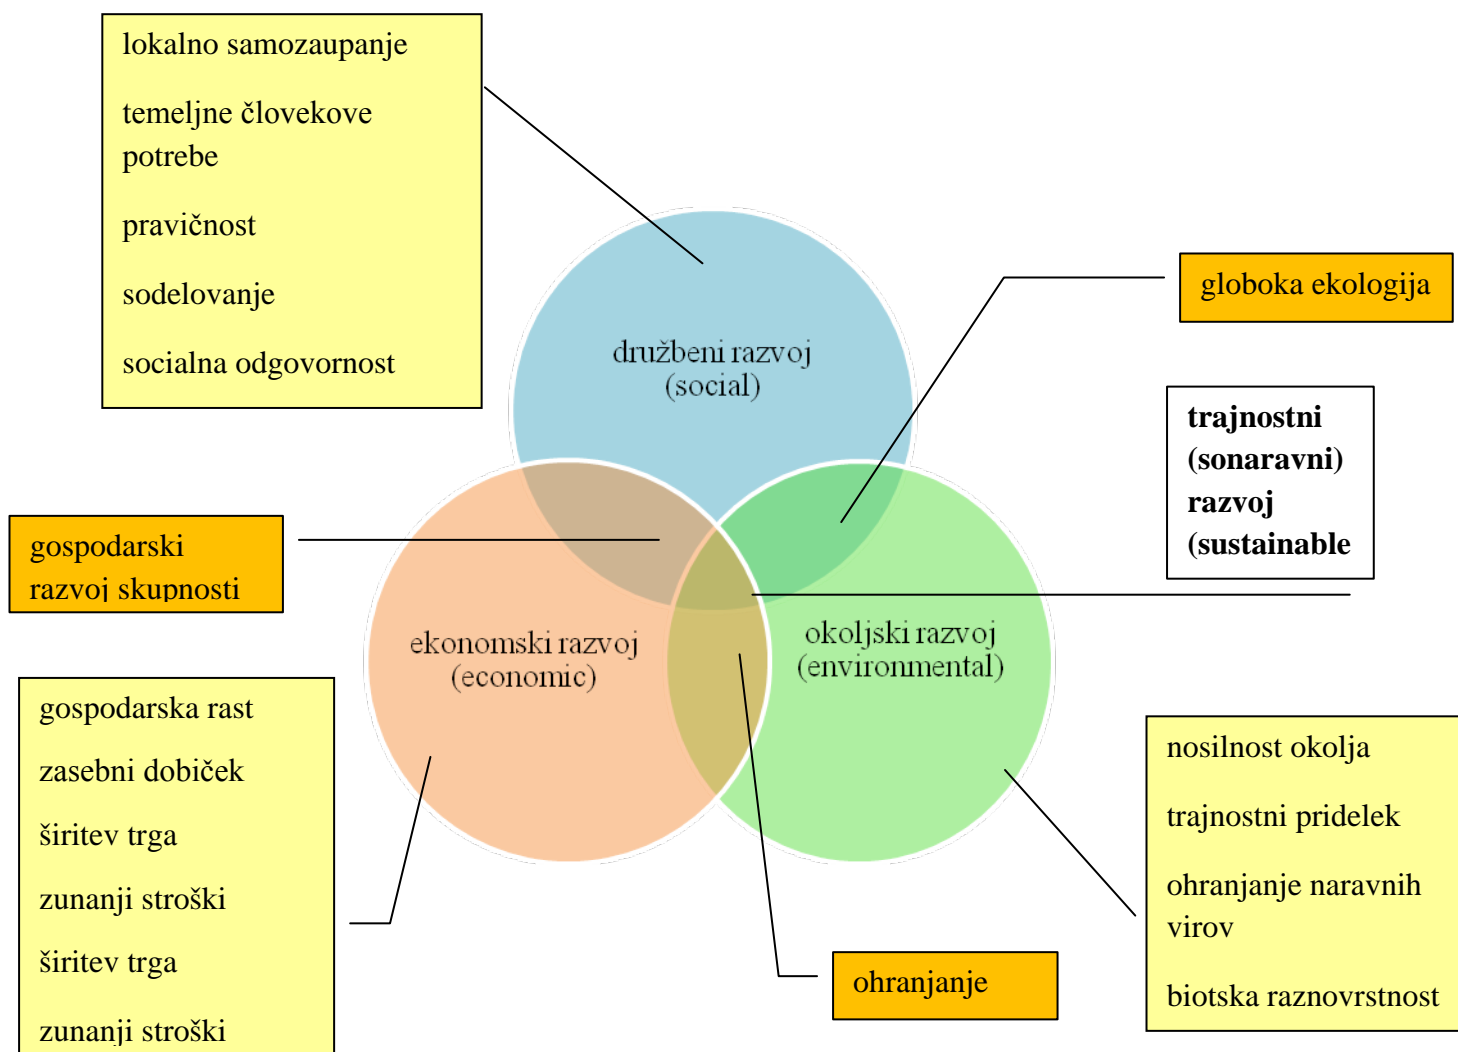 lokalno samozaupanje
temeljne človekove
potrebe
pravičnost
sodelovanje
socialna odgovornost
globoka ekologija
družbeni razvoj
(social)
trajnostni
(sonaravni)
razvoj
(sustainable
gospodarski
razvoj skupnosti
ekonomski razvoj
(economic)
okoljski razvoj
(environmental)
gospodarska rast
zasebni dobiček
širitev trga
zunanji stroški
širitev trga
zunanji stroški
nosilnost okolja
trajnostni pridelek
ohranjanje naravnih
virov
biotska raznovrstnost
ohranjanje